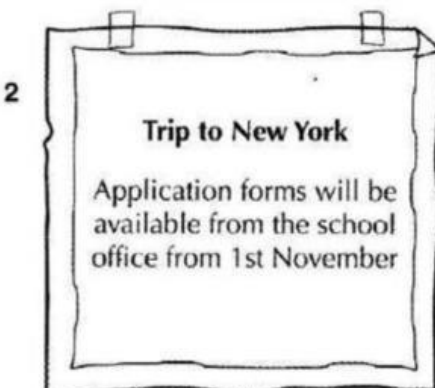 2
Trip to New York
Application forms will be
available from the school
office from 1st November